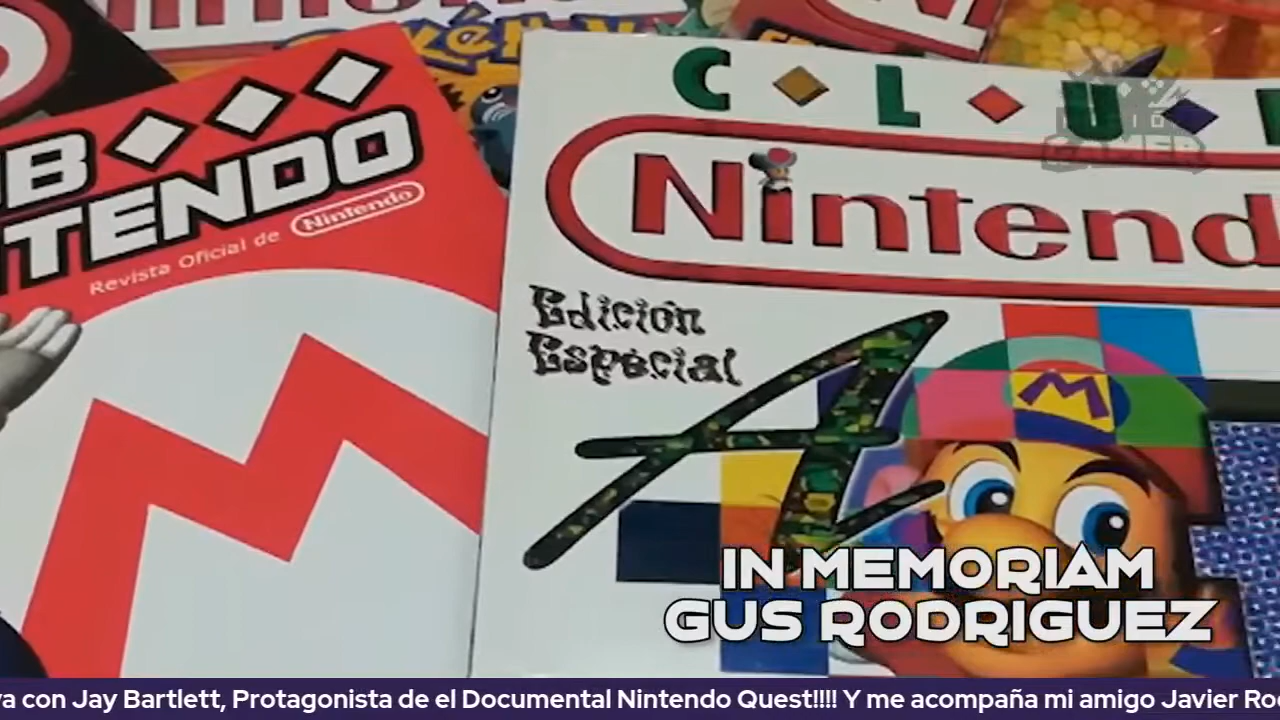 C L U
Nintend
B
TENDO
Nintendo
Revista Oficial de
Edición
Especial
A
M
IN MEMORIAM
GUS RODRIGUEZ
va con Jay Bartlett, Protagonista de el Documental Nintendo Quest!!!! Y me acompaña mi amigo Javier Ro